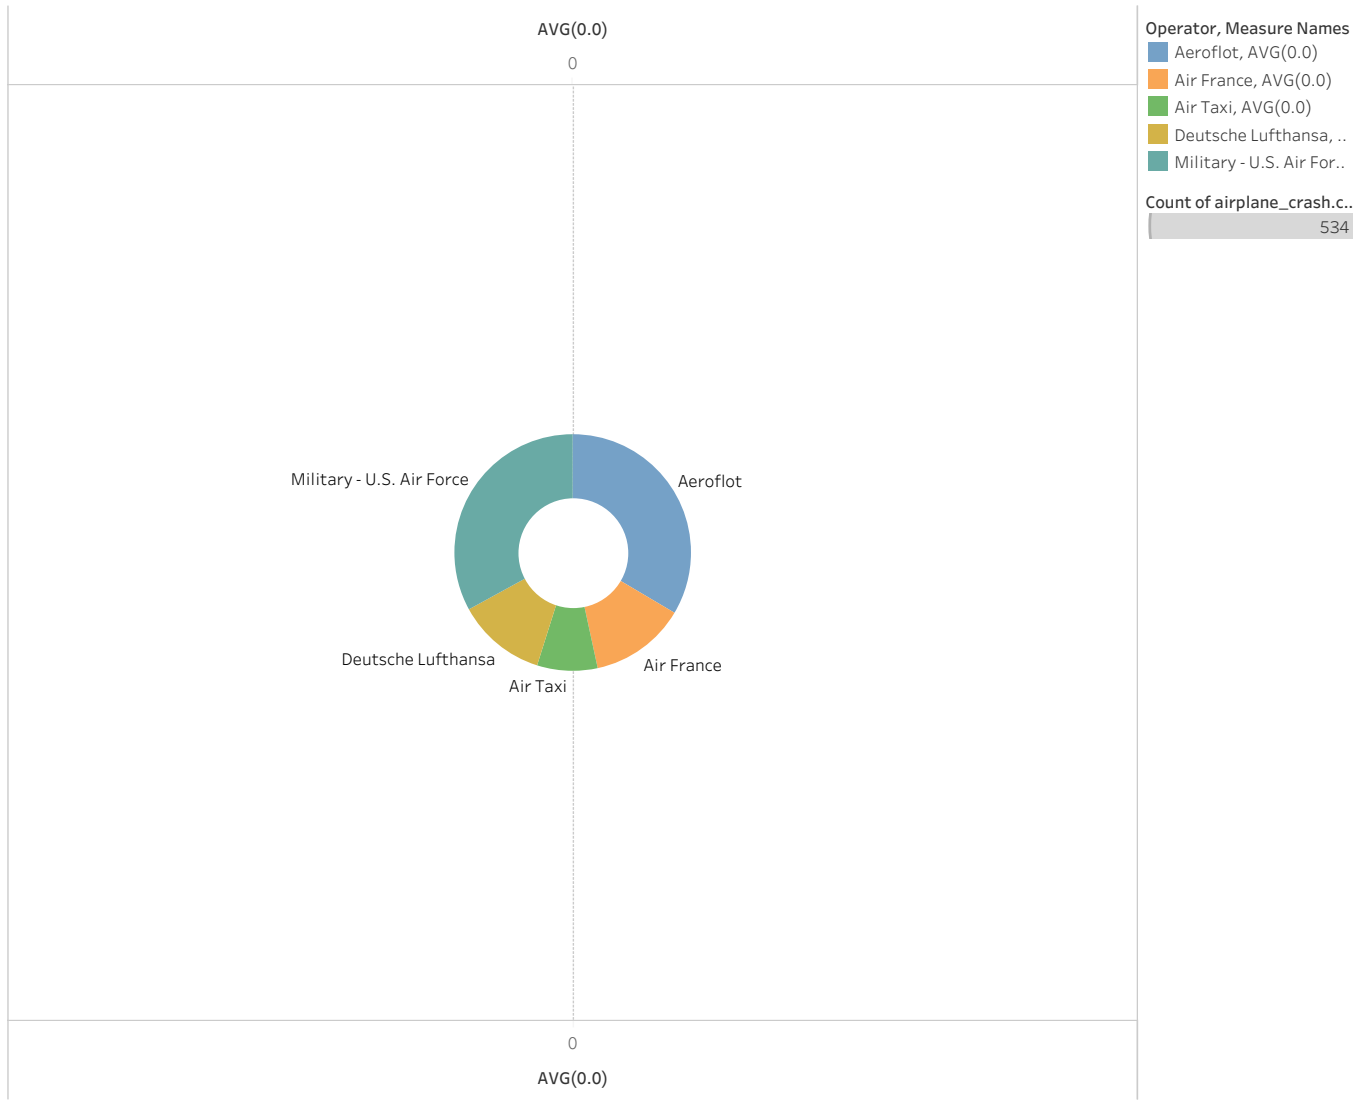 AVG(0.0)
0
Operator, Measure Names
Aeroflot, AVG(0.0)
Air France, AVG(0.0)
Air Taxi, AVG(0.0)
Deutsche Lufthansa, ..
Military - U.S. Air For..
Count of airplane_crash.c..
534
Military - U.S. Air Force
Aeroflot
Deutsche Lufthansa
Air France
Air Taxi
0
AVG(0.0)